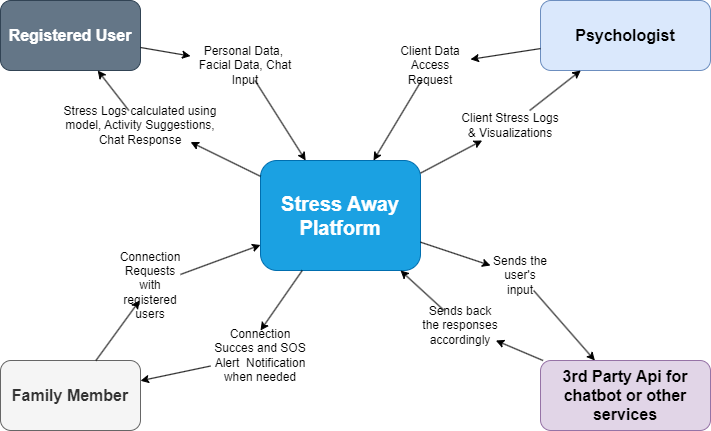 Registered User
Psychologist
Personal Data,
Facial Data, Chat
Input
Client Data
Access
Request
Stress Logs calculated using
model, Activity Suggestions,
Chat Response
Client Stress Logs
& Visualizations
Stress Away
Platform
Connection
Requests
with
registered
users
Sends the
user's
input
Sends back
the responses
accordingly
Connection
Succes and SOS
Alert Notification
when needed
Family Member
3rd Party Api for
chatbot or other
services